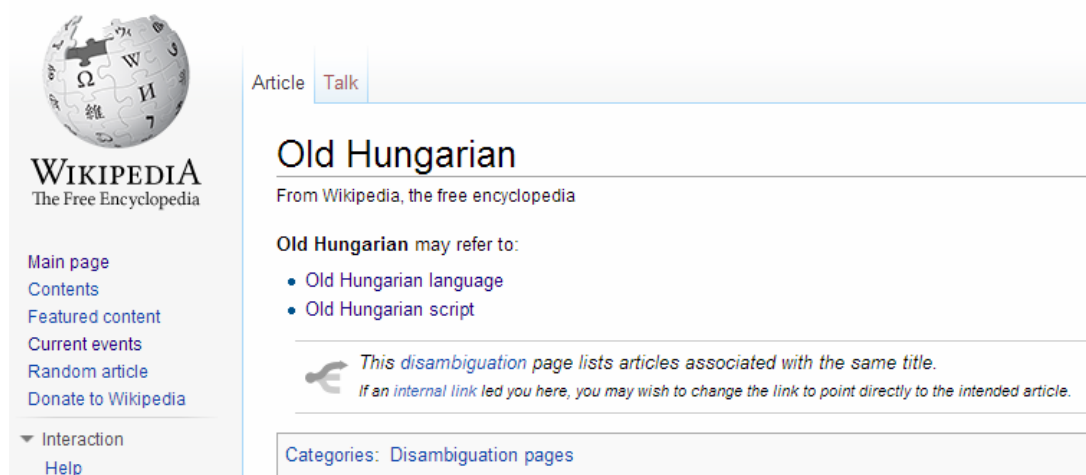 WIKIPEDIA
The Free Encyclopedia
Main page
Contents
Featured content
Current events
Random article
Donate to Wikipedia
Interaction
Help
Article Talk
Old Hungarian
From Wikipedia, the free encyclopedia
Old Hungarian may refer to:
Old Hungarian language
Old Hungarian script
This disambiguation page lists articles associated with the same title.
If an internal link led you here, you may wish to change the link to point directly to the intended article.
Categories: Disambiguation pages